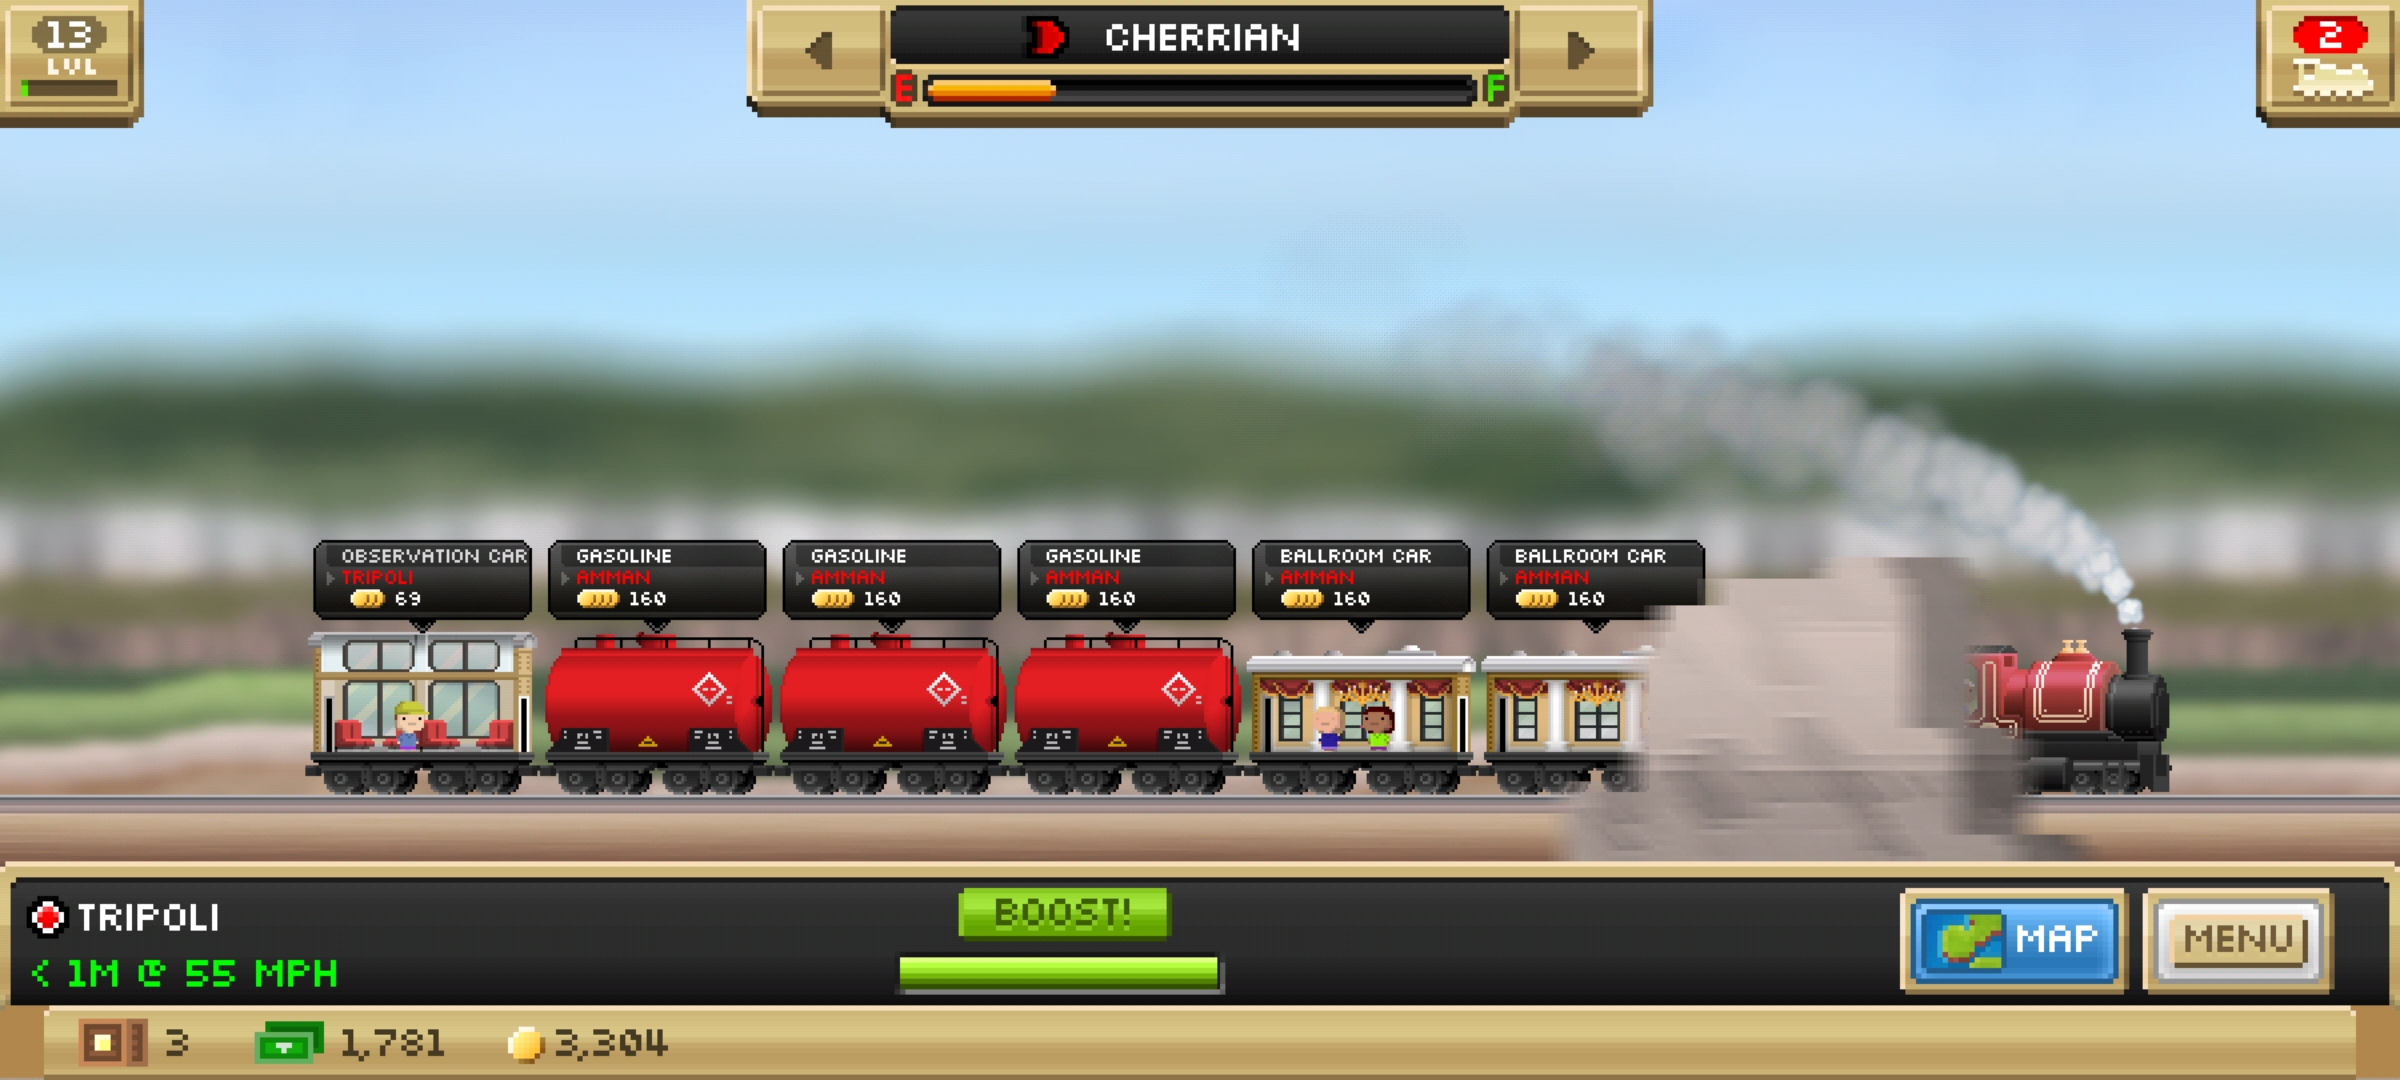 13
LVL
CHERRIAN
E F
2
OBSERVATION CAR
TRIPOLI
69
GASOLINE
AMMAN
160
GASOLINE
AMMAN
160
GASOLINE
AMMAN
160
BALLROOM CAR
AMMAN
160
BALLROOM CAR
AMMAN
160
TRIPOLI
< 1M @ 55 MPH
BOOST!
MAP
MENU
3
1,781
3,304